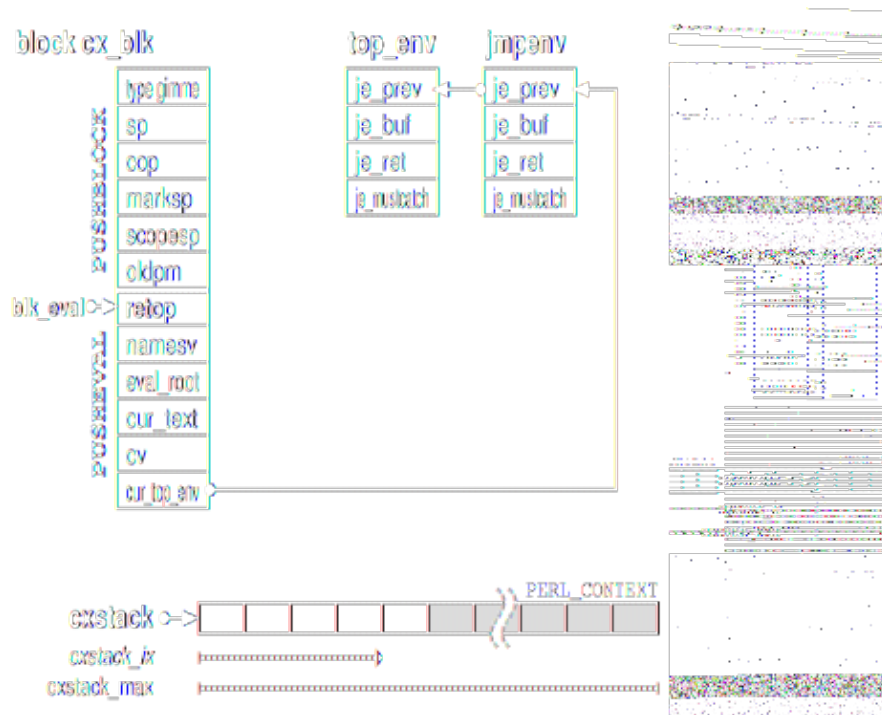 block cx_blk
top_env
jmpenv
type gimme
sp
cop
marksp
scopesp
oldpm
retop
namesv
eval_root
cur_text
cv
cur_top_env
PUSHBLOCK
PUSHEVAL
blk_eval
je_prev
je_buf
je_ret
je_mustcatch
je_prev
je_buf
je_ret
je_mustcatch
PERL_CONTEXT
cxstack
cxstack_ix
cxstack_max